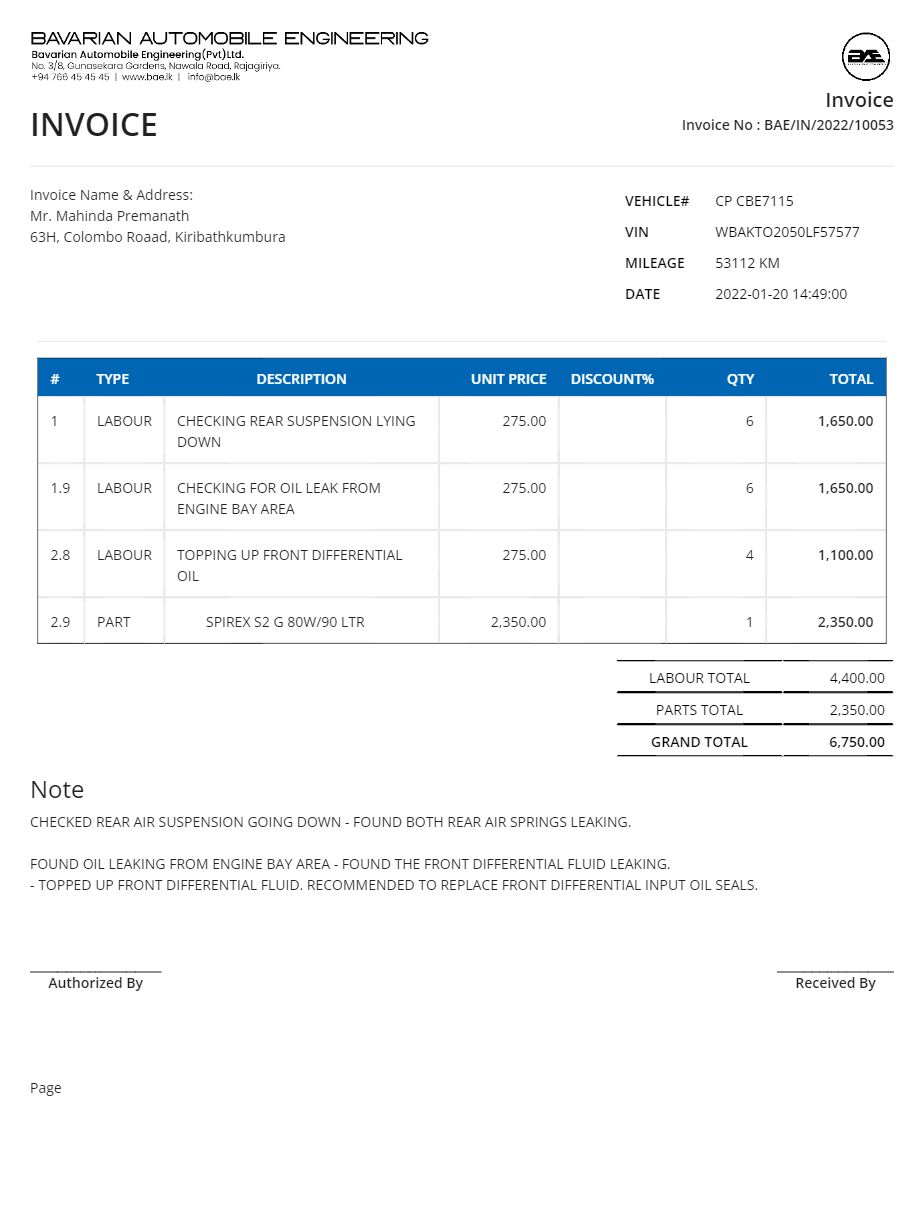 BAVARIAN AUTOMOBILE ENGINEERING
Bavarian Automobile Engineering(Pvt)Ltd.
No. 3/8, Gunasekara Gardens, Nawala Road, Rajagiriya.
+94 766 45 45 45 | www.bae.lk | info@bae.lk
BAE
Invoice
INVOICE
Invoice No : BAE/IN/2022/10053
Invoice Name & Address:
Mr. Mahinda Premanath
63H, Colombo Roaad, Kiribathkumbura
VEHICLE# CP CBE7115
VIN WBAKTO2050LF57577
MILEAGE 53112 KM
DATE 2022-01-20 14:49:00
# TYPE DESCRIPTION UNIT PRICE DISCOUNT% QTY TOTAL
1 LABOUR CHECKING REAR SUSPENSION LYING 275.00 6 1,650.00
DOWN
1.9 LABOUR CHECKING FOR OIL LEAK FROM 275.00 6 1,650.00
ENGINE BAY AREA
2.8 LABOUR TOPPING UP FRONT DIFFERENTIAL 275.00 4 1,100.00
OIL
2.9 PART SPIREX S2 G 80W/90 LTR 2,350.00 1 2,350.00
LABOUR TOTAL 4,400.00
PARTS TOTAL 2,350.00
GRAND TOTAL 6,750.00
Note
CHECKED REAR AIR SUSPENSION GOING DOWN - FOUND BOTH REAR AIR SPRINGS LEAKING.
FOUND OIL LEAKING FROM ENGINE BAY AREA - FOUND THE FRONT DIFFERENTIAL FLUID LEAKING.
- TOPPED UP FRONT DIFFERENTIAL FLUID. RECOMMENDED TO REPLACE FRONT DIFFERENTIAL INPUT OIL SEALS.
Authorized By
Received By
Page